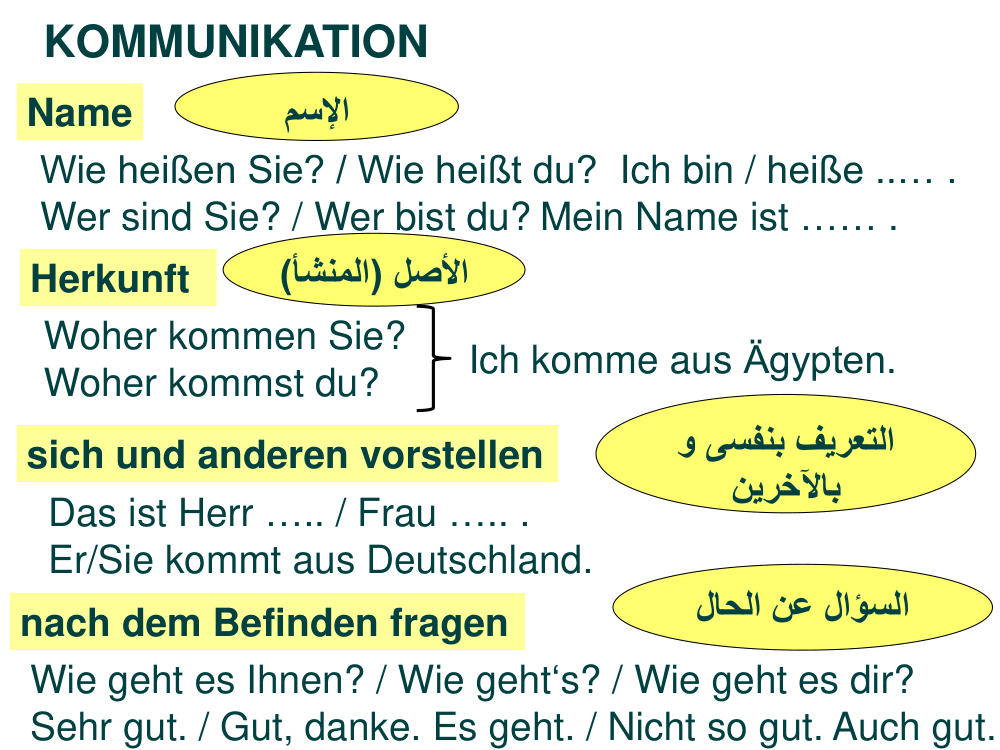 KOMMUNIKATION
Name
الإسم
Wie heißen Sie? / Wie heißt du? Ich bin / heiße ..… .
Wer sind Sie? / Wer bist du? Mein Name ist …… .
Herkunft
الأصل (المنشأ)
Woher kommen Sie?
Woher kommst du?
Ich komme aus Ägypten.
sich und anderen vorstellen
التعريف بنفسى و
بالآخرين
Das ist Herr ….. / Frau ….. .
Er/Sie kommt aus Deutschland.
nach dem Befinden fragen
السؤال عن الحال
Wie geht es Ihnen? / Wie geht‘s? / Wie geht es dir?
Sehr gut. / Gut, danke. Es geht. / Nicht so gut. Auch gut.